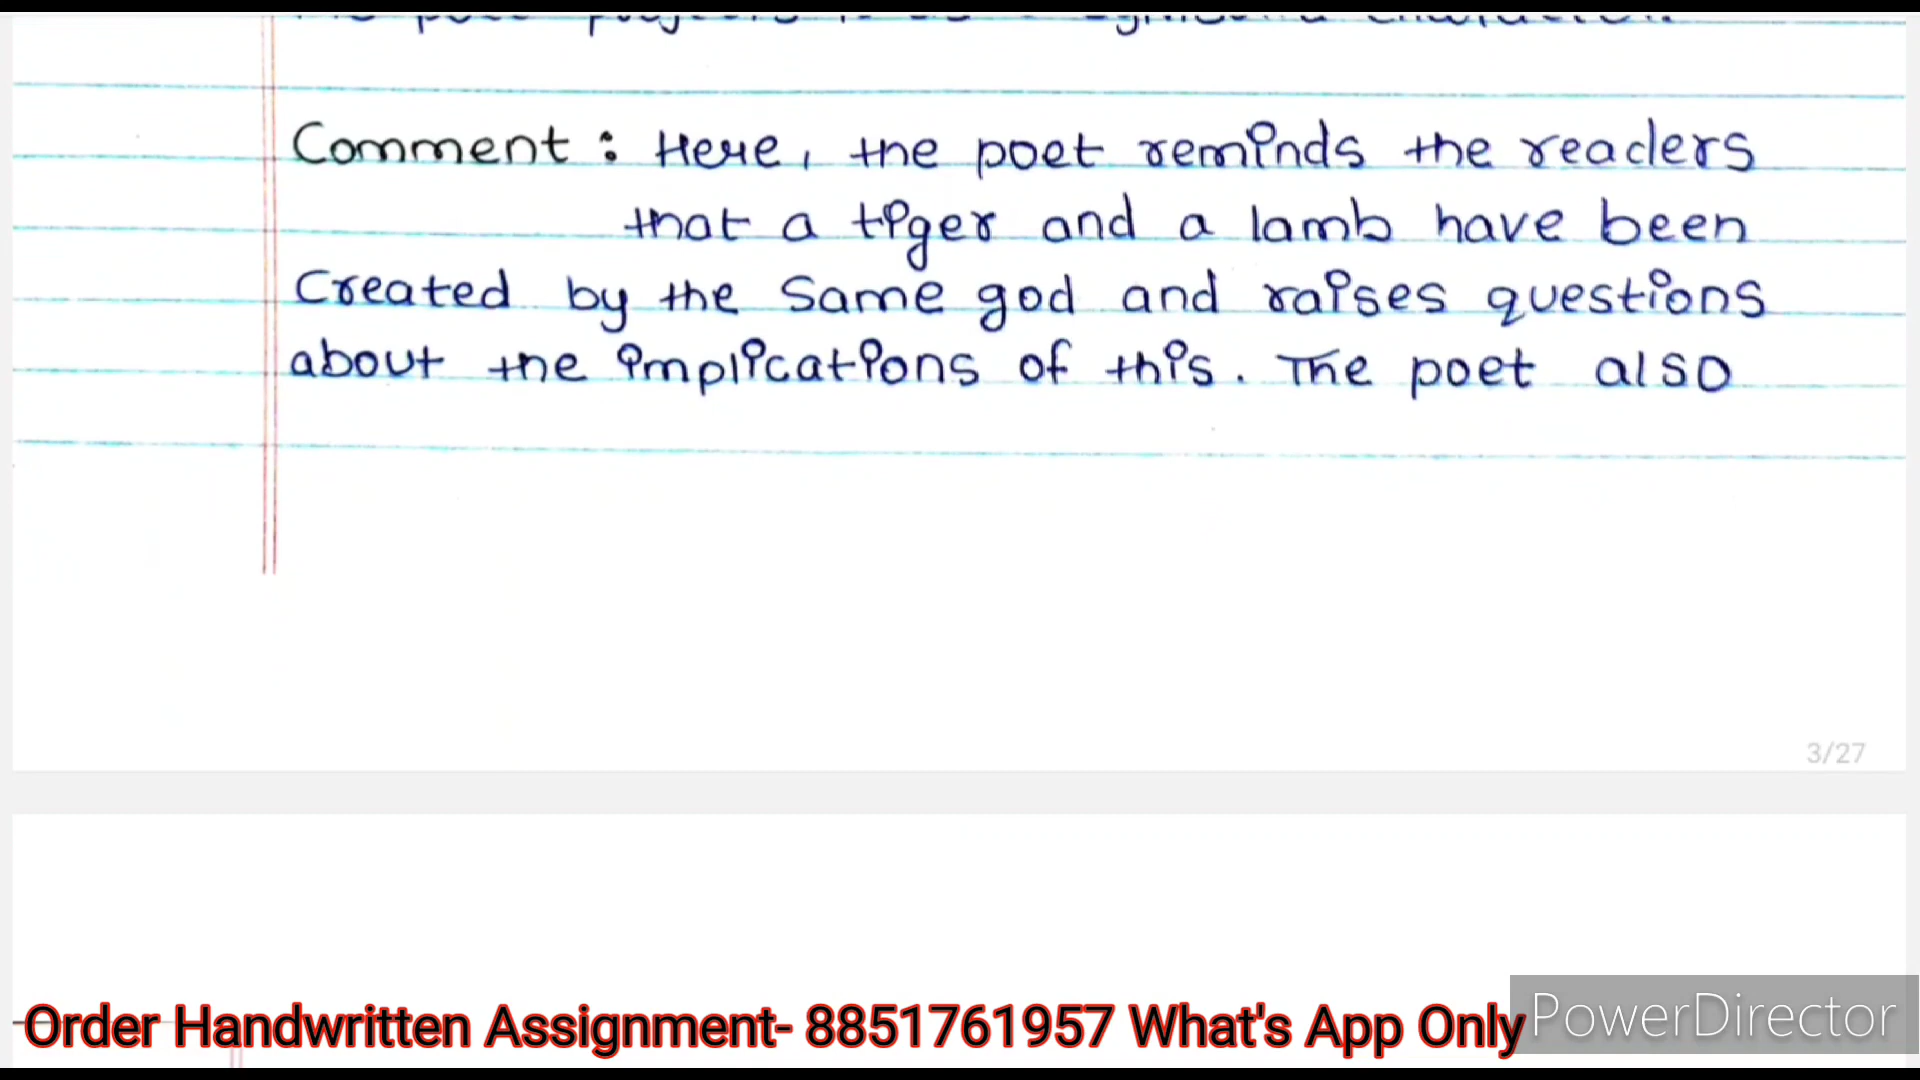 Comment : Here, the poet reminds the readers
that a tiger and a lamb have been
Created by the same god and raises questions
about the implications of this. The poet also
3/27
Order Handwritten Assignment- 8851761957 What's App Only
PowerDirector